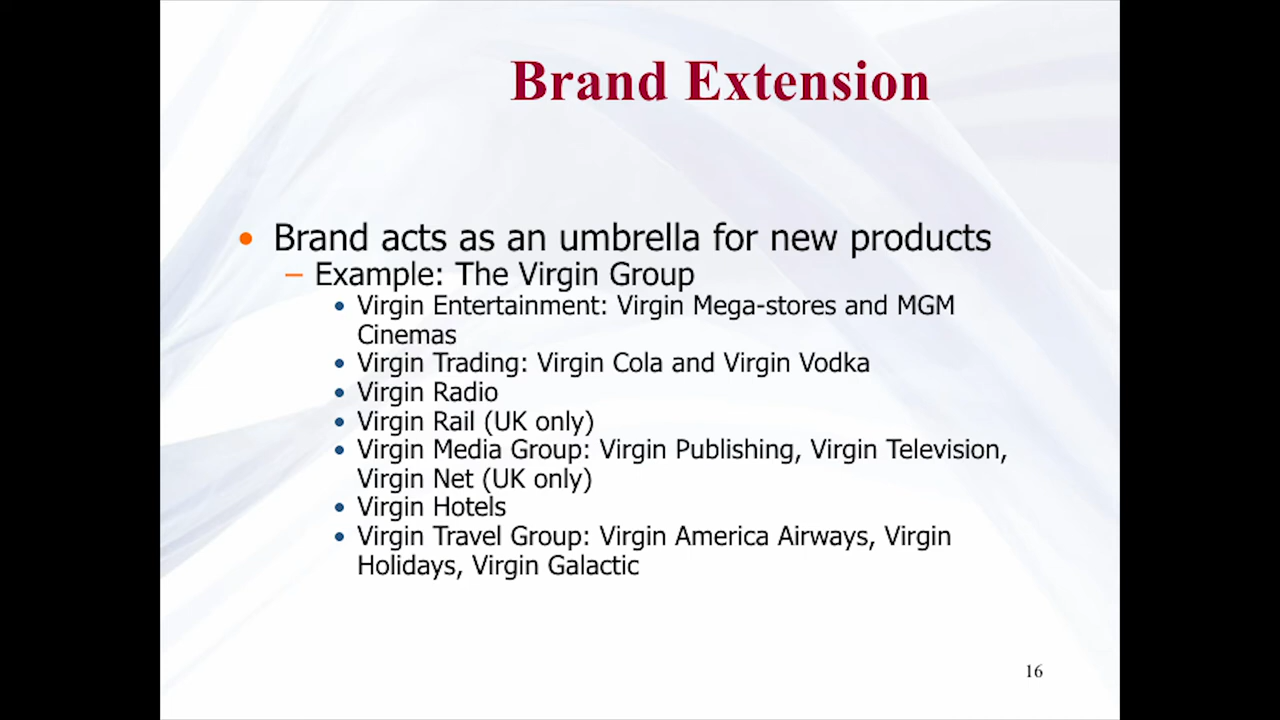 Brand Extension
• Brand acts as an umbrella for new products
– Example: The Virgin Group
• Virgin Entertainment: Virgin Mega-stores and MGM
Cinemas
• Virgin Trading: Virgin Cola and Virgin Vodka
• Virgin Radio
• Virgin Rail (UK only)
• Virgin Media Group: Virgin Publishing, Virgin Television,
Virgin Net (UK only)
• Virgin Hotels
• Virgin Travel Group: Virgin America Airways, Virgin
Holidays, Virgin Galactic
16